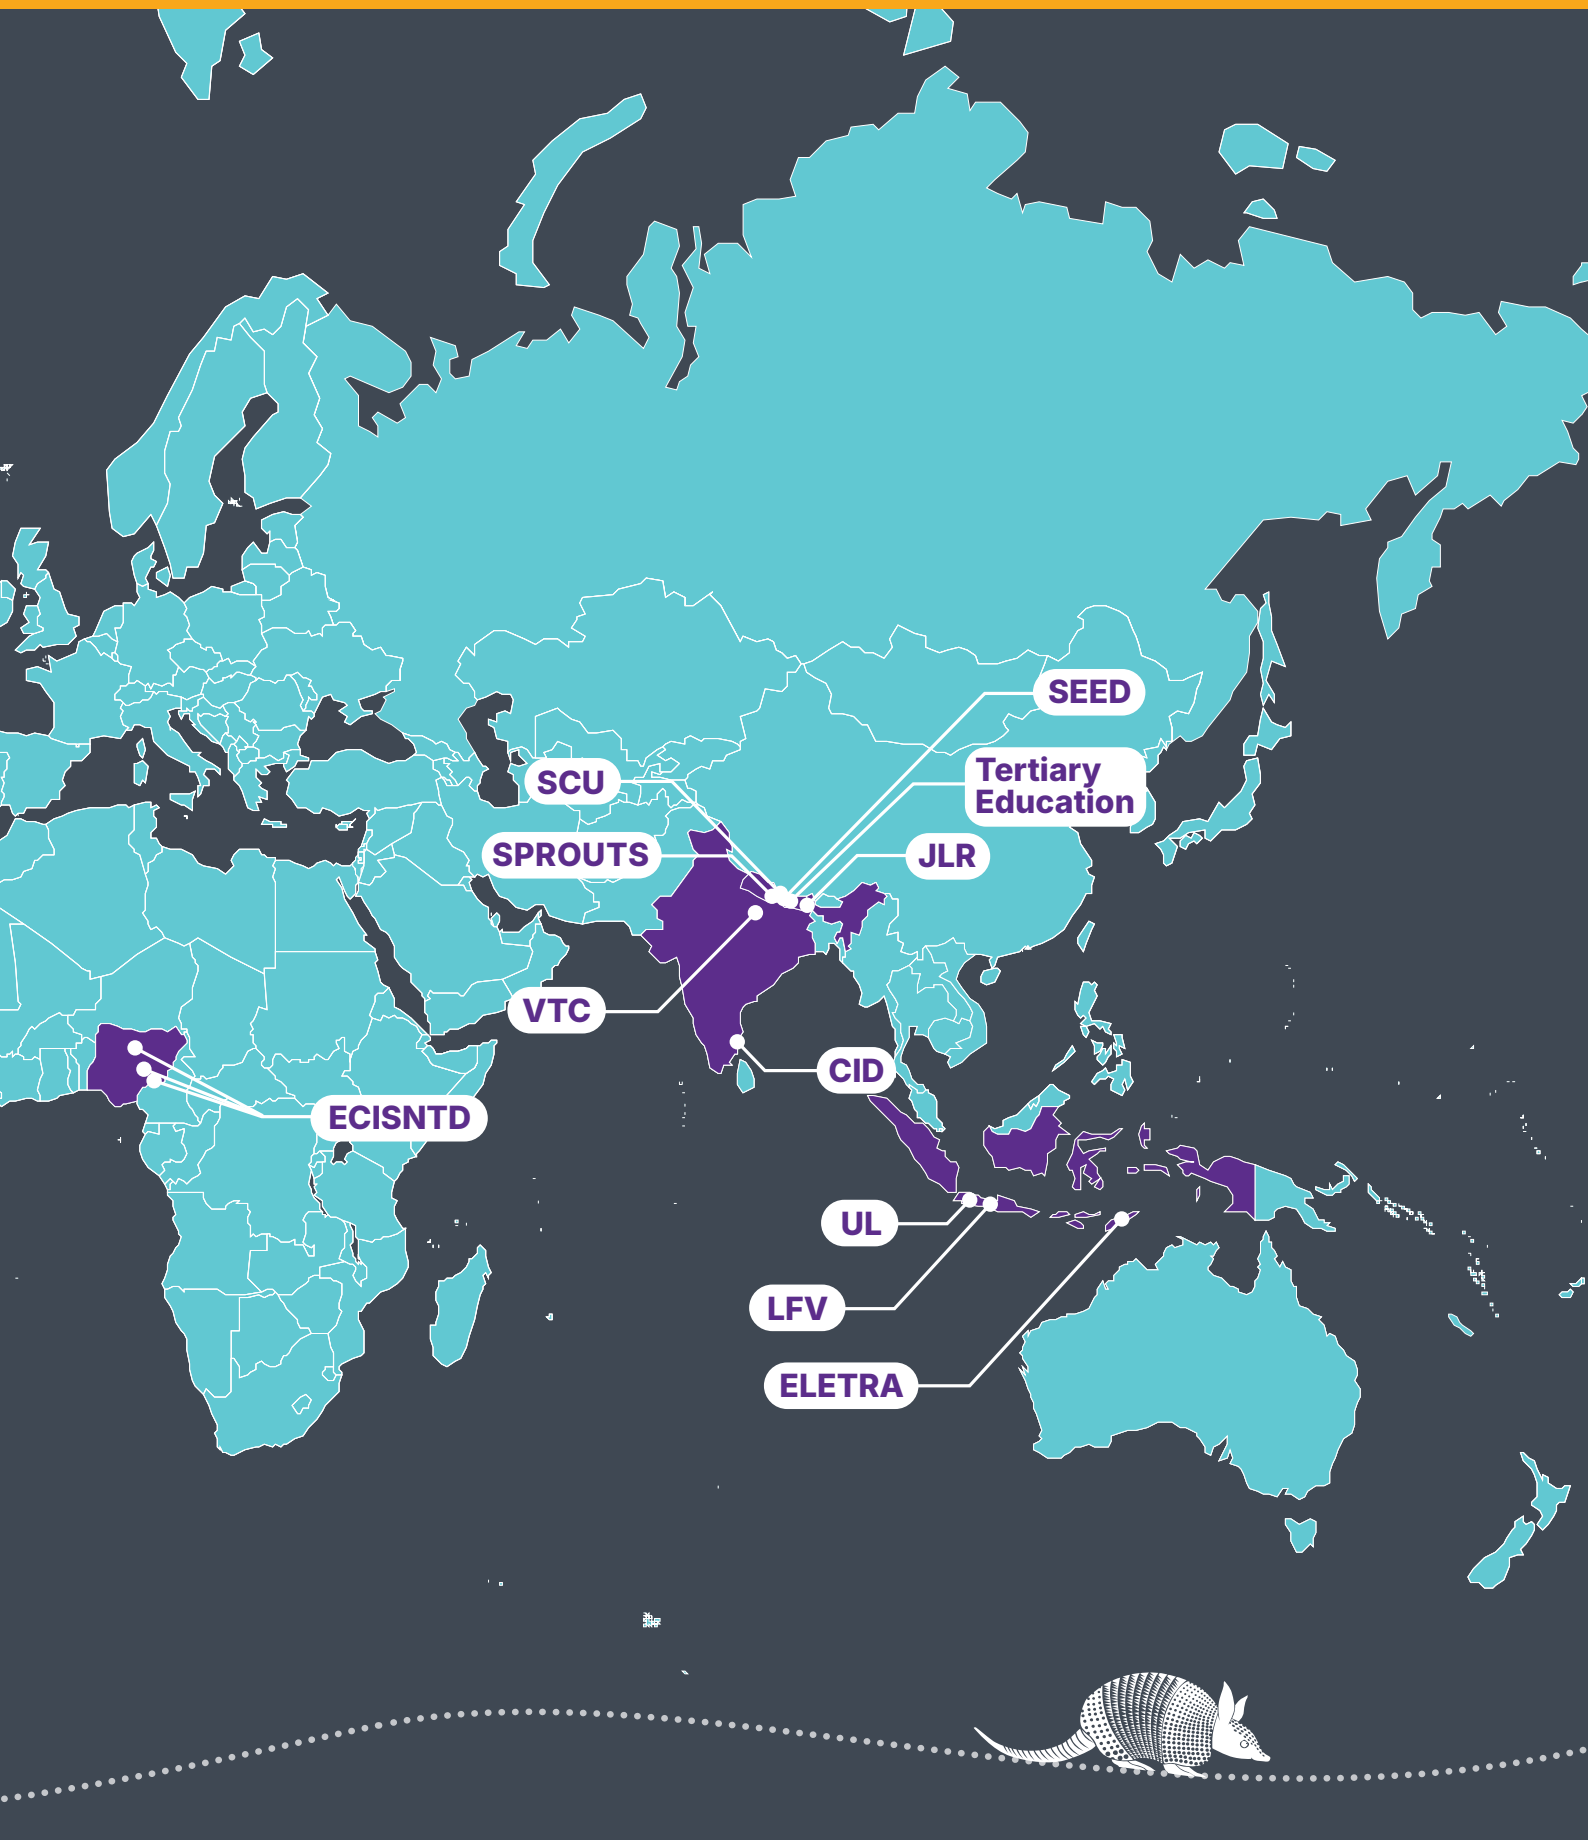 SEED
Tertiary
Education
SCU
SPROUTS
JLR
VTC
CID
ECISNTD
UL
LFV
ELETRA